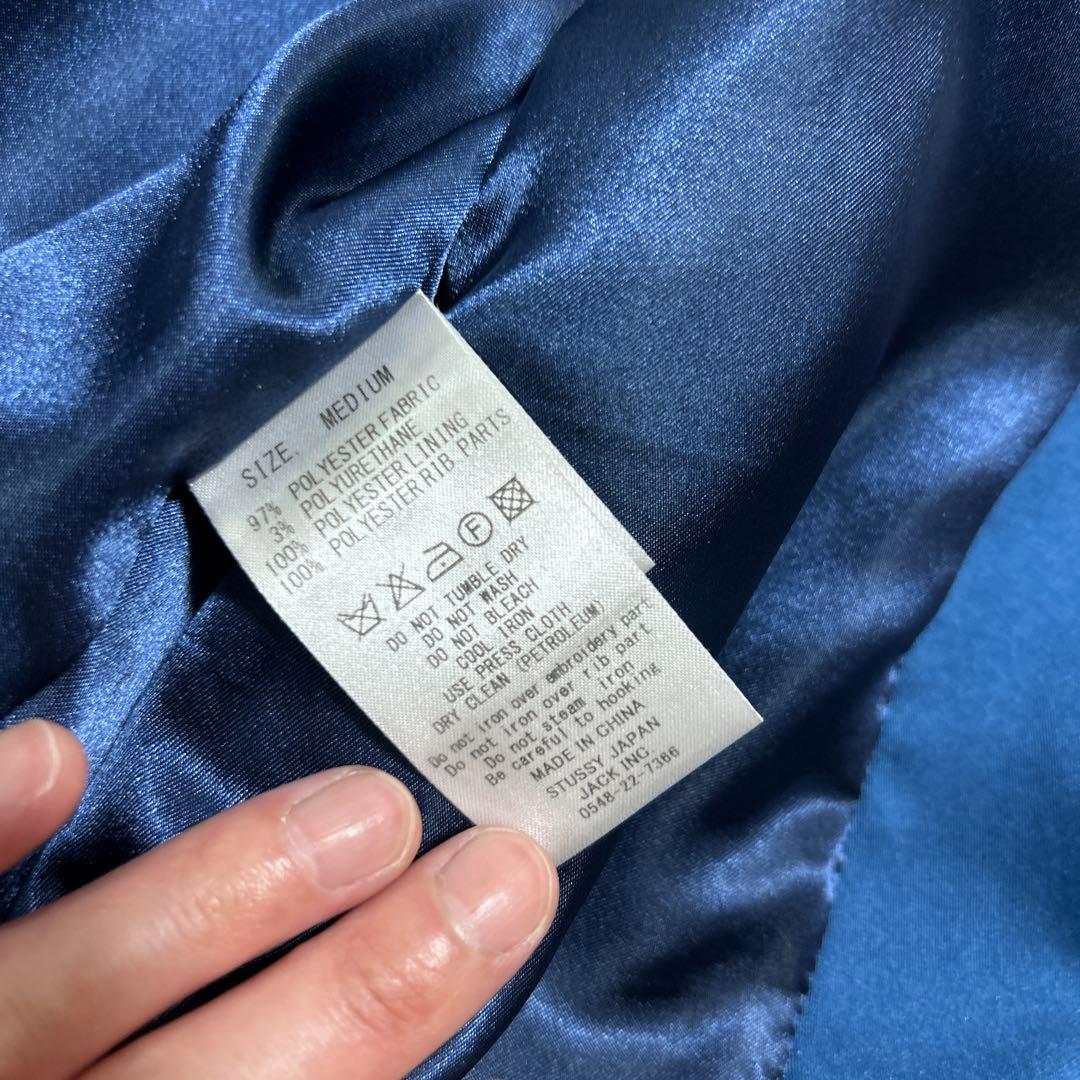 SIZE. MEDIUM
97% POLYESTER FABRIC
3% POLYURETHANE
100% POLYESTER LINING
100% POLYESTER RIB PARTS
F
DO NOT TUMBLE DRY
DO NOT WASH
DO NOT BLEACH
COOL IRON
USE PRESS CLOTH
DRY CLEAN (PETROLEUM)
Do not iron over embroidery part
Do not iron over rib part
Do not steam iron
Be careful to hooking
MADE IN CHINA
STUSSY JAPAN
JACK INC
0548-22-7366